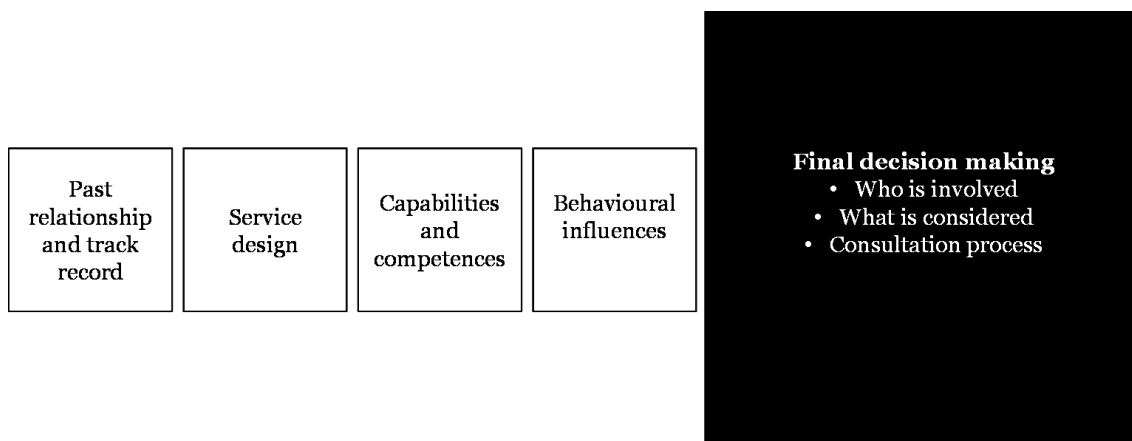 Past
relationship
and track
record
Service
design
Capabilities
and
competences
Behavioural
influences
Final decision making
• Who is involved
• What is considered
• Consultation process